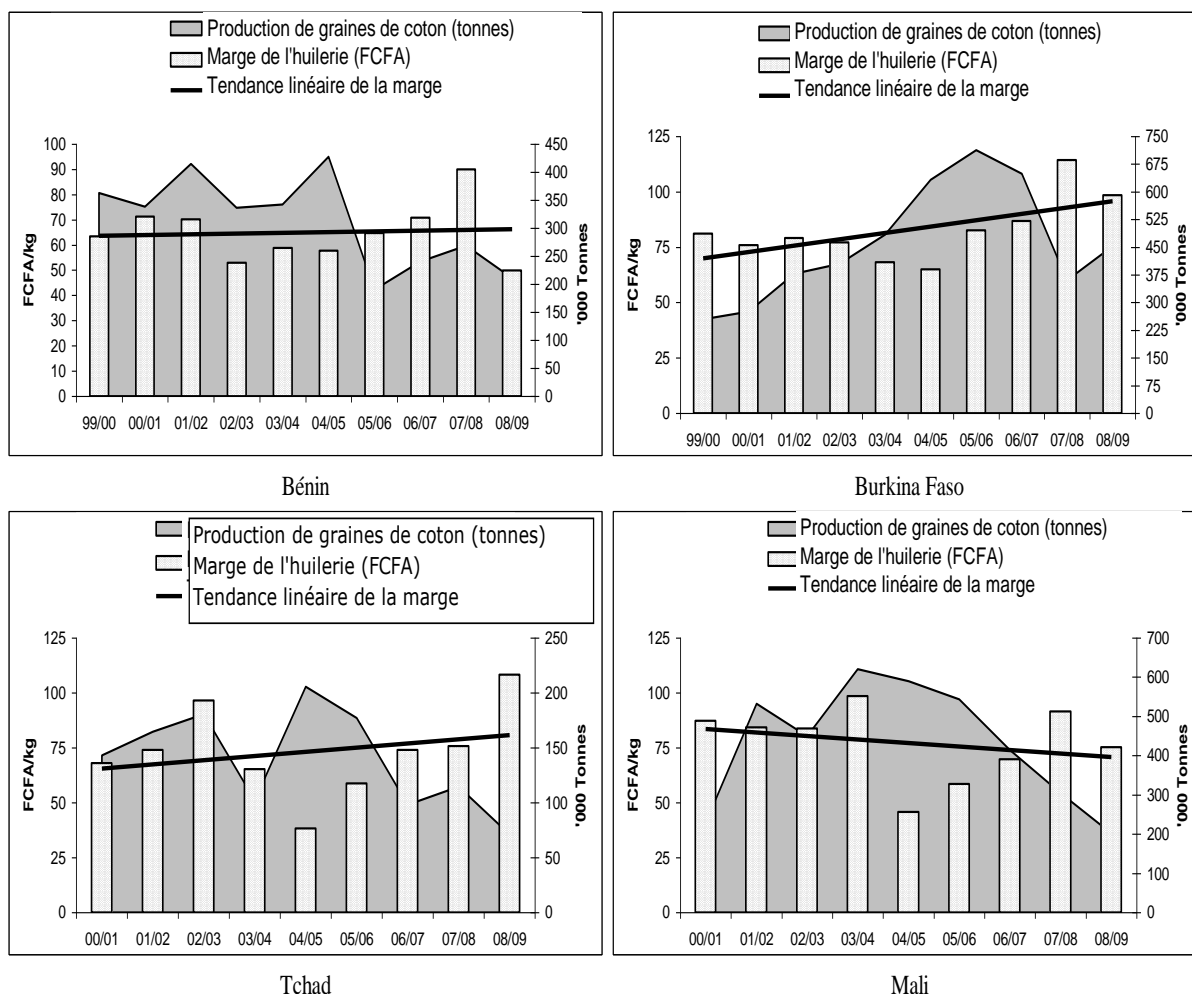 Production de graines de coton (tonnes)
Marge de l'huilerie (FCFA)
Tendance linéaire de la marge
FCFA/kg
100
90
80
70
60
50
40
30
20
10
0
450
400
350
300
250
200
150
100
50
0
'000 Tonnes
99/00 00/01 01/02 02/03 03/04 04/05 05/06 06/07 07/08 08/09
Bénin
Production de graines de coton (tonnes)
Marge de l'huilerie (FCFA)
Tendance linéaire de la marge
FCFA/kg
125
100
75
50
25
0
750
675
600
525
450
375
300
225
150
75
0
'000 Tonnes
99/00 00/01 01/02 02/03 03/04 04/05 05/06 06/07 07/08 08/09
Burkina Faso
Production de graines de coton (tonnes)
Marge de l'huilerie (FCFA)
Tendance linéaire de la marge
FCFA/kg
125
100
75
50
25
0
250
200
150
100
50
0
'000 Tonnes
00/01 01/02 02/03 03/04 04/05 05/06 06/07 07/08 08/09
Tchad
Production de graines de coton (tonnes)
Marge de l'huilerie (FCFA)
Tendance linéaire de la marge
FCFA/kg
125
100
75
50
25
0
700
600
500
400
300
200
100
0
'000 Tonnes
00/01 01/02 02/03 03/04 04/05 05/06 06/07 07/08 08/09
Mali